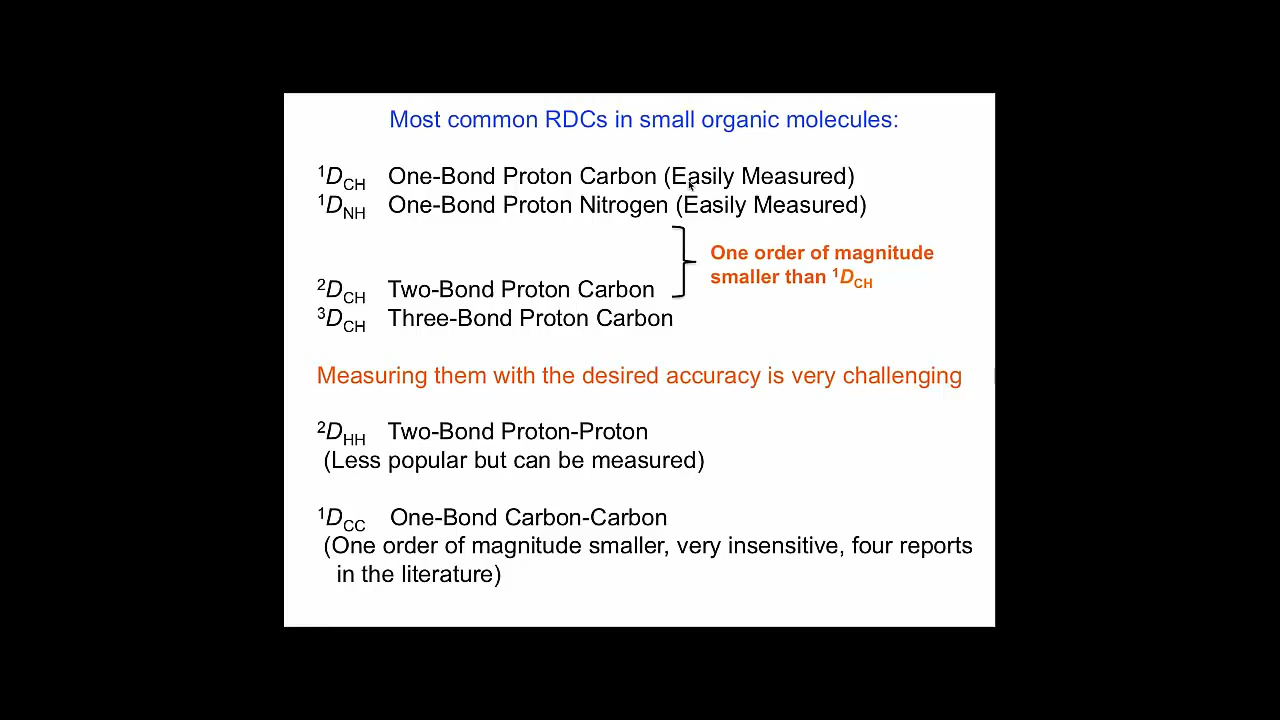 Most common RDCs in small organic molecules:
¹D_CH One-Bond Proton Carbon (Easily Measured)
¹D_NH One-Bond Proton Nitrogen (Easily Measured)
One order of magnitude
smaller than ¹D_CH
²D_CH Two-Bond Proton Carbon
³D_CH Three-Bond Proton Carbon
Measuring them with the desired accuracy is very challenging
²D_HH Two-Bond Proton-Proton
(Less popular but can be measured)
¹D_CC One-Bond Carbon-Carbon
(One order of magnitude smaller, very insensitive, four reports
in the literature)